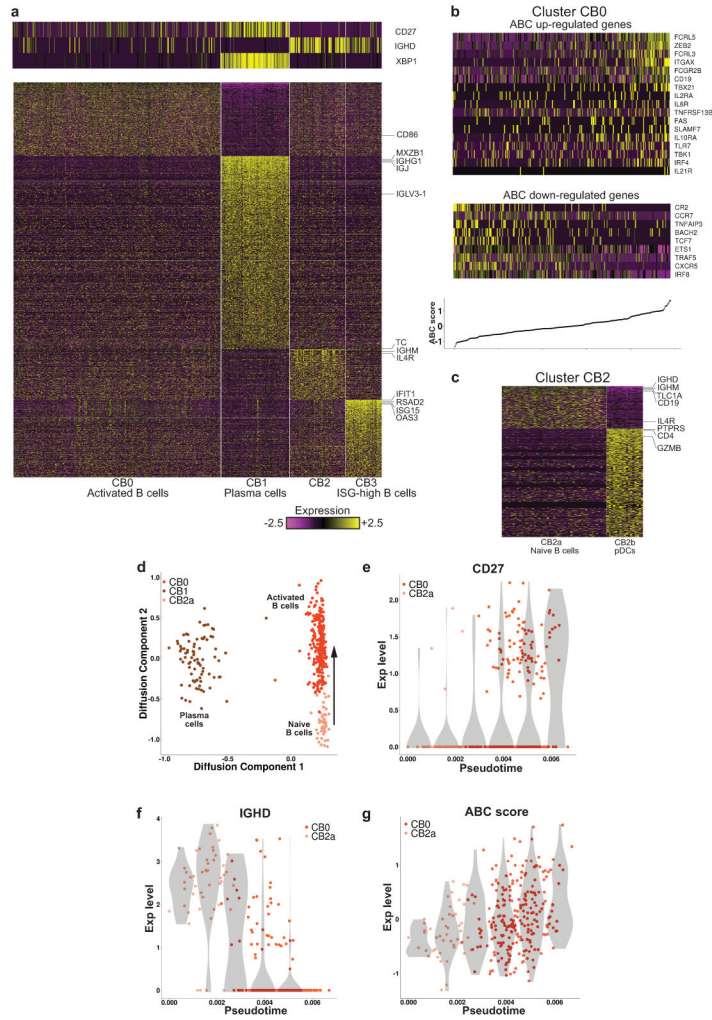 a
CD27
IGHD
XBP1
CD86
MXZB1
IGHG1
IGJ
IGLV3-1
TC
IGHM
IL4R
IFIT1
RSAD2
ISG15
OAS3
CB0 CB1 CB2 CB3
Activated B cells Plasma cells ISG-high B cells
Expression
-2.5 +2.5
b
Cluster CB0
ABC up-regulated genes
FCRL5
ZEB2
FCRL3
ITGAX
FCGR2B
CD19
TBX21
IL2RA
IL6R
TNFRSF13B
FAS
SLAMF7
IL10RA
TLR7
TBK1
IRF4
IL21R
ABC down-regulated genes
CR2
CCR7
TNFAIP3
BACH2
TCF7
ETS1
TRAF5
CXCR5
IRF8
ABC score
1
0
-1
c
Cluster CB2
IGHD
IGHM
TLC1A
CD19
IL4R
PTPRS
CD4
GZMB
CB2a CB2b
Naive B cells pDCs
d
CB0
CB1
CB2a
Activated
B cells
Plasma
cells
Naive
B cells
Diffusion Component 2
1.0
0.5
0.0
-0.5
-1.0
-1.0 -0.5 0.0
Diffusion Component 1
e
CD27
CB0
CB2a
Exp level
2.0
1.5
1.0
0.5
0.0
0.000 0.002 0.004 0.006
Pseudotime
f
IGHD
CB0
CB2a
Exp level
4
3
2
1
0
0.000 0.002 0.004 0.006
Pseudotime
g
ABC score
CB0
CB2a
Exp level
1
0
-1
0.000 0.002 0.004 0.006
Pseudotime